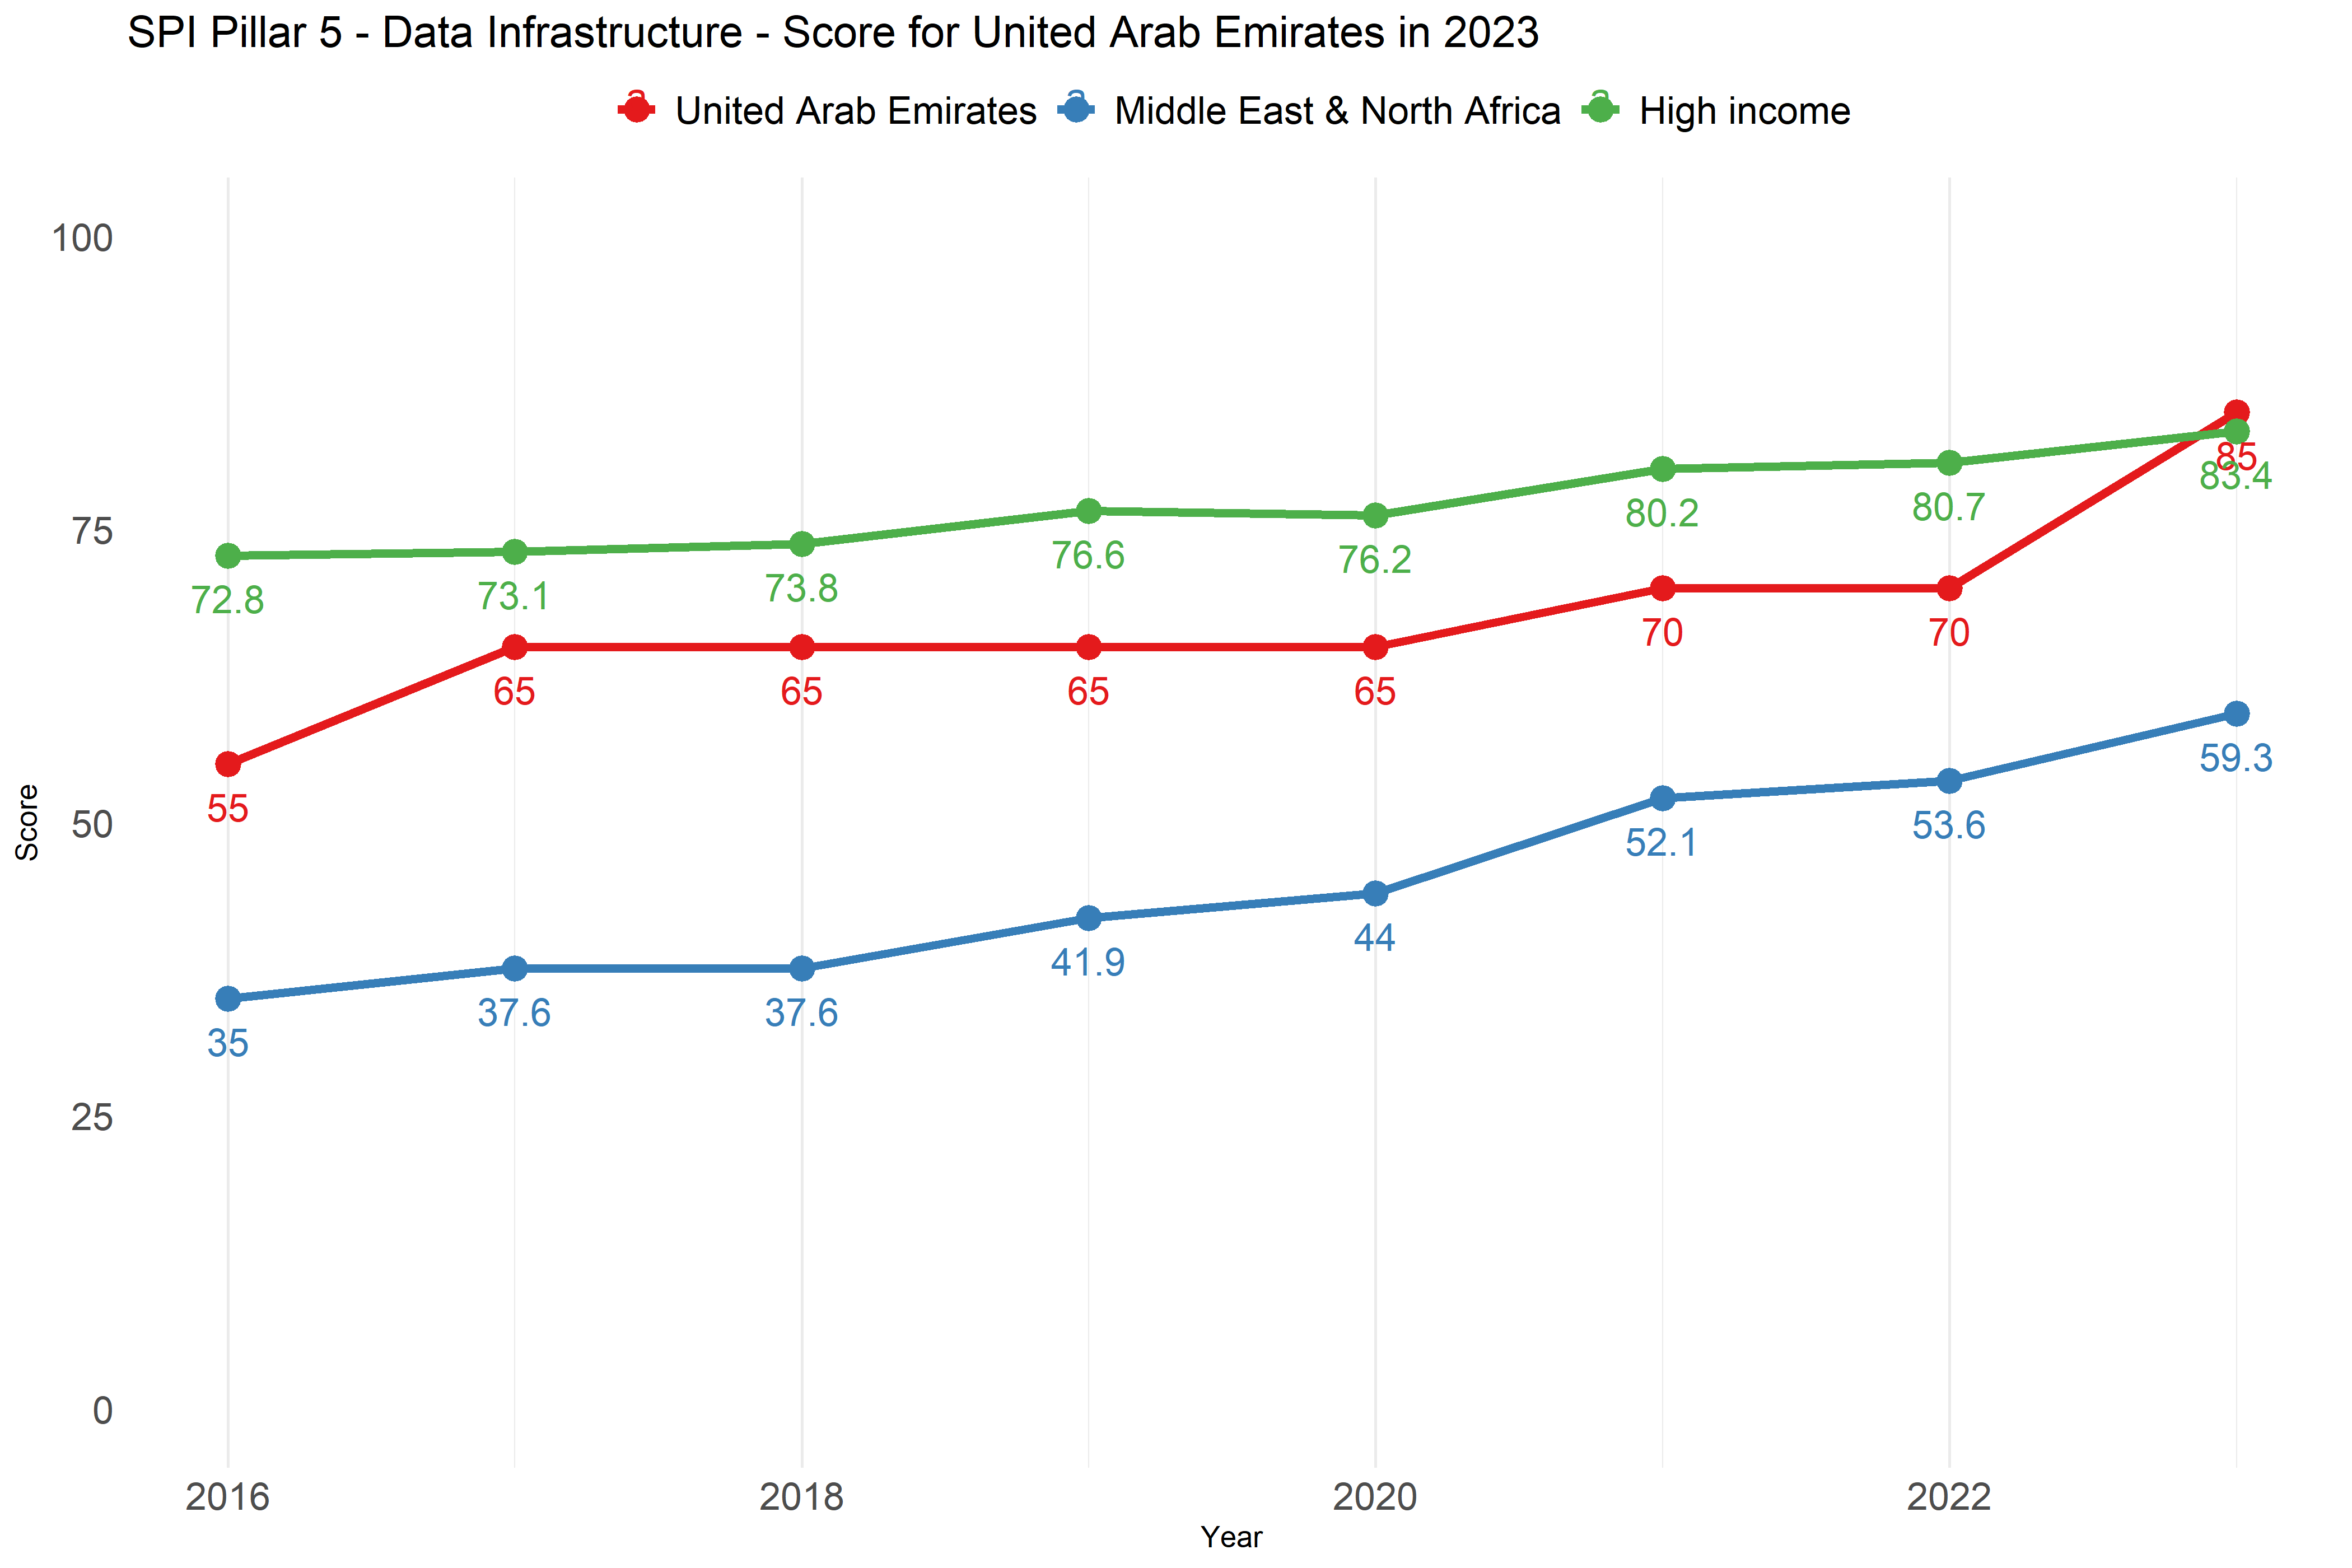 SPI Pillar 5 - Data Infrastructure - Score for United Arab Emirates in 2023
United Arab Emirates Middle East & North Africa High income
100
75
50
25
0
Score
72.8 73.1 73.8 76.6 76.2 80.2 80.7 83.4
55 65 65 65 65 70 70 85
35 37.6 37.6 41.9 44 52.1 53.6 59.3
2016 2018 2020 2022
Year